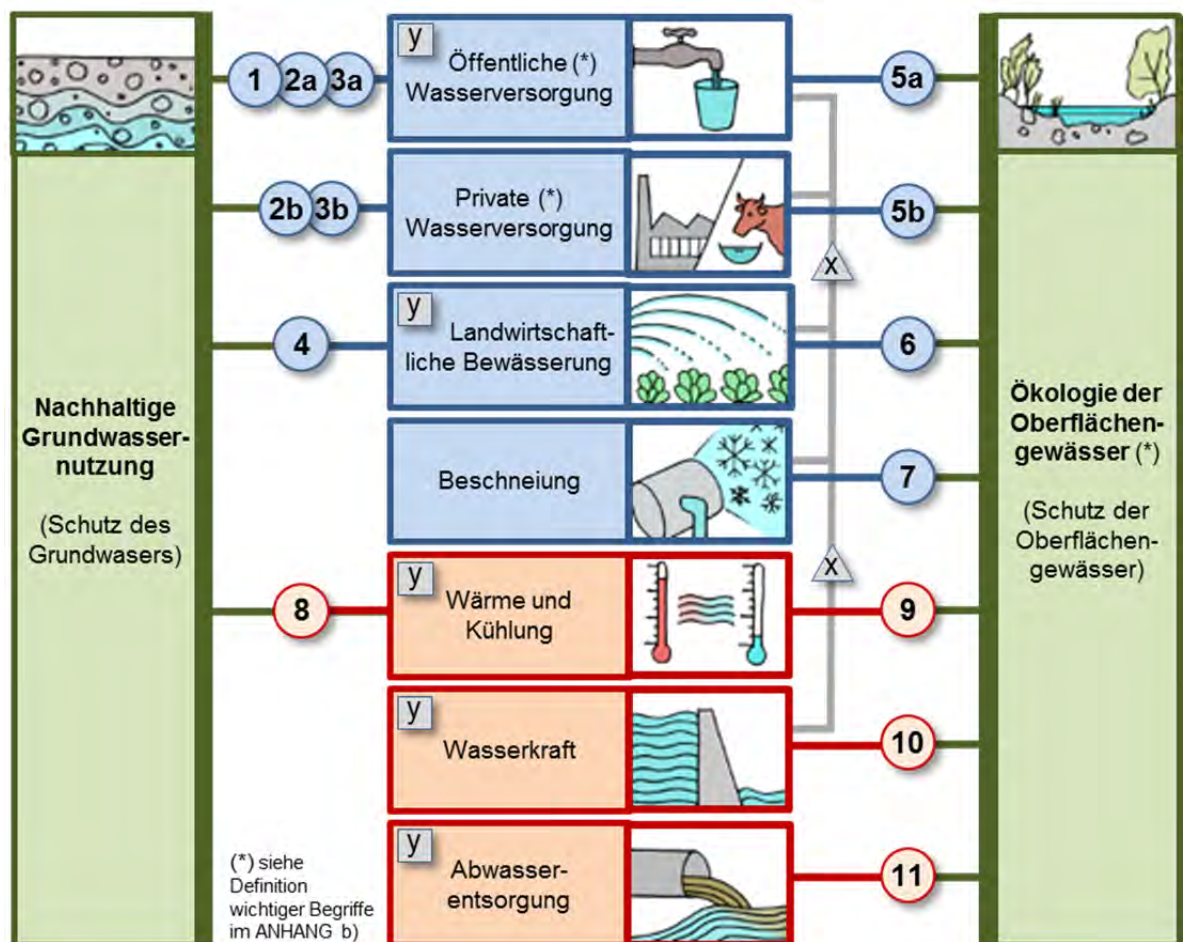 1
2a
3a
y
Öffentliche (*)
Wasserversorgung
5a
2b
3b
Private (*)
Wasserversorgung
5b
x
4
y
Landwirtschaft-
liche Bewässerung
6
Nachhaltige
Grundwasser-
nutzung
(Schutz des
Grundwasers)
Beschneiung
7
Ökologie der
Oberflächen-
gewässer (*)
(Schutz der
Oberflächen-
gewässer)
x
8
y
Wärme und
Kühlung
9
y
Wasserkraft
10
y
Abwasser-
entsorgung
11
(*) siehe
Definition
wichtiger Begriffe
im ANHANG b)